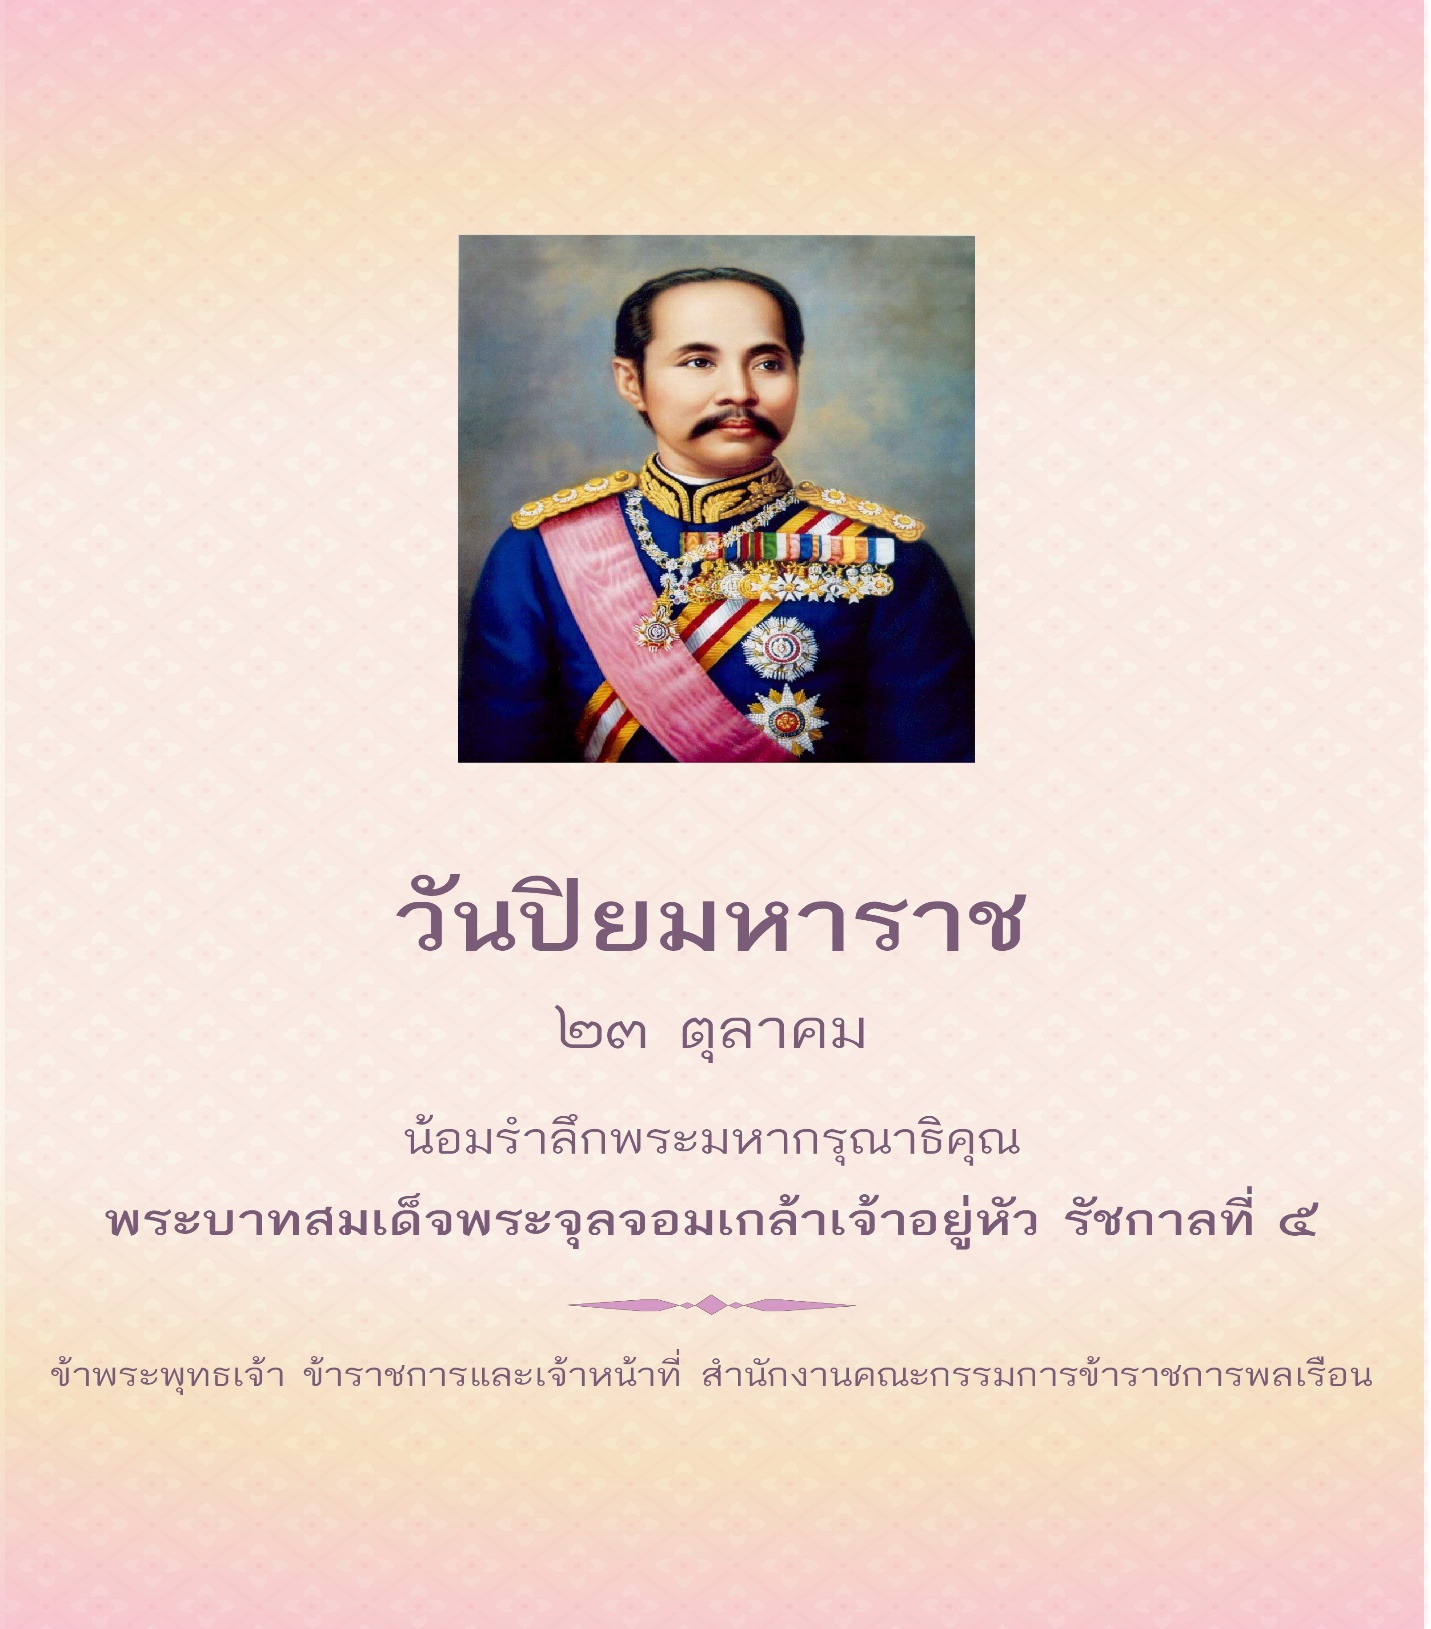 วันปิยมหาราช
๒๓ ตุลาคม
น้อมรำลึกพระมหากรุณาธิคุณ
พระบาทสมเด็จพระจุลจอมเกล้าเจ้าอยู่หัว รัชกาลที่ ๕
ข้าพระพุทธเจ้า ข้าราชการและเจ้าหน้าที่ สำนักงานคณะกรรมการข้าราชการพลเรือน